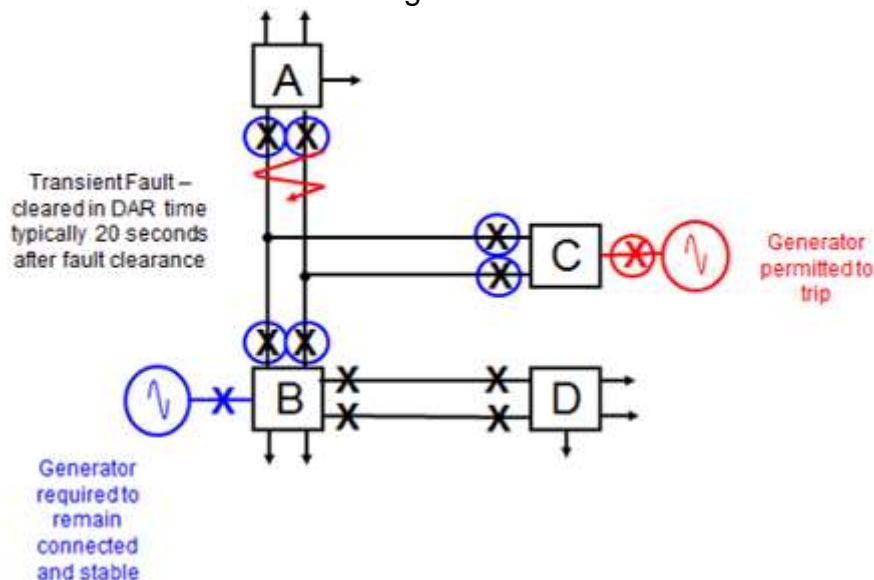 A
Transient Fault –
cleared in DAR time
typically 20 seconds
after fault clearance
C
Generator
permitted to
trip
B
D
Generator
required to
remain
connected
and stable